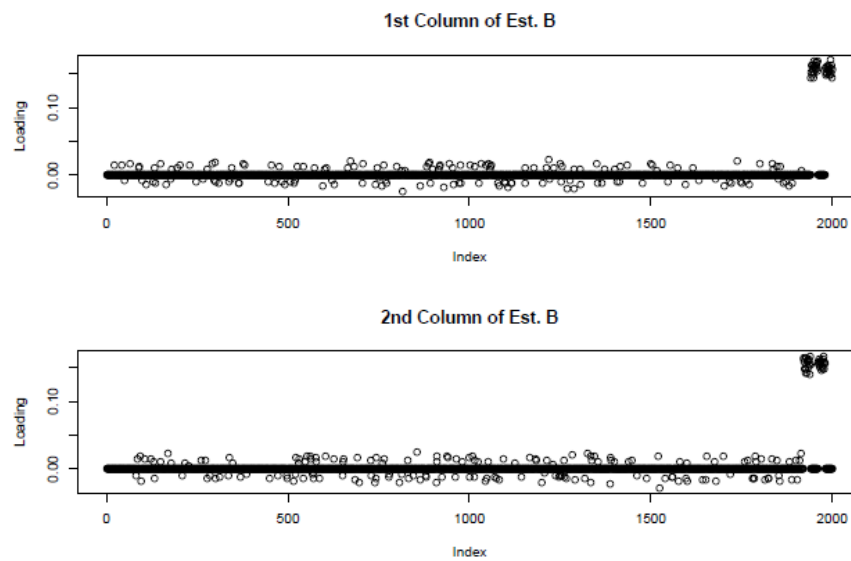 1st Column of Est. B
Loading
0.10
0.00
0 500 1000 1500 2000
Index
2nd Column of Est. B
Loading
0.10
0.00
0 500 1000 1500 2000
Index